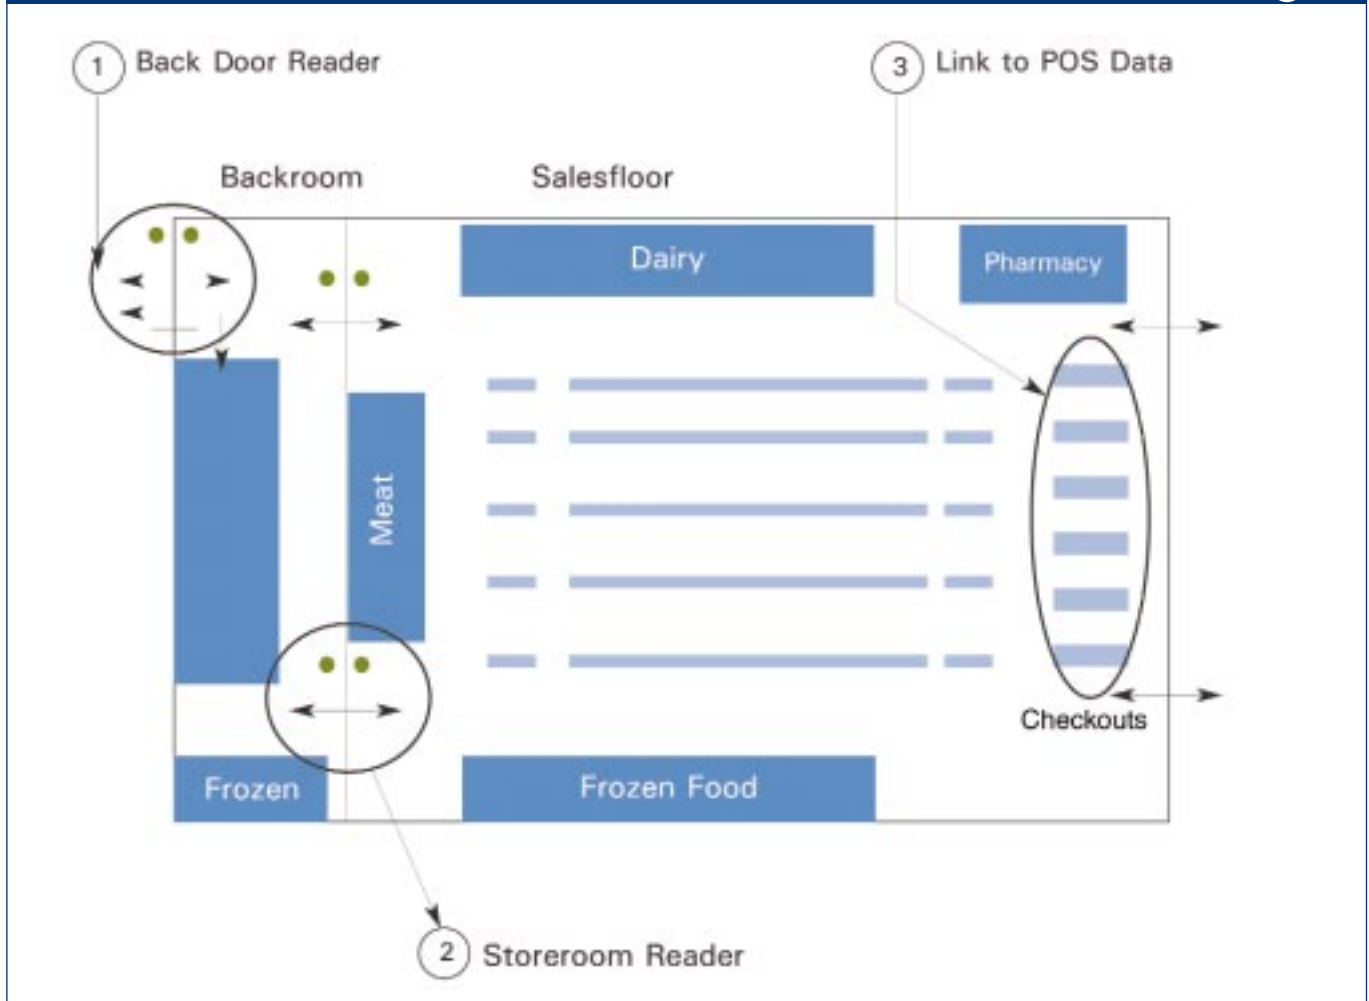 1 Back Door Reader
3 Link to POS Data
Backroom
Salesfloor
Dairy
Pharmacy
Meat
Checkouts
Frozen
Frozen Food
2 Storeroom Reader